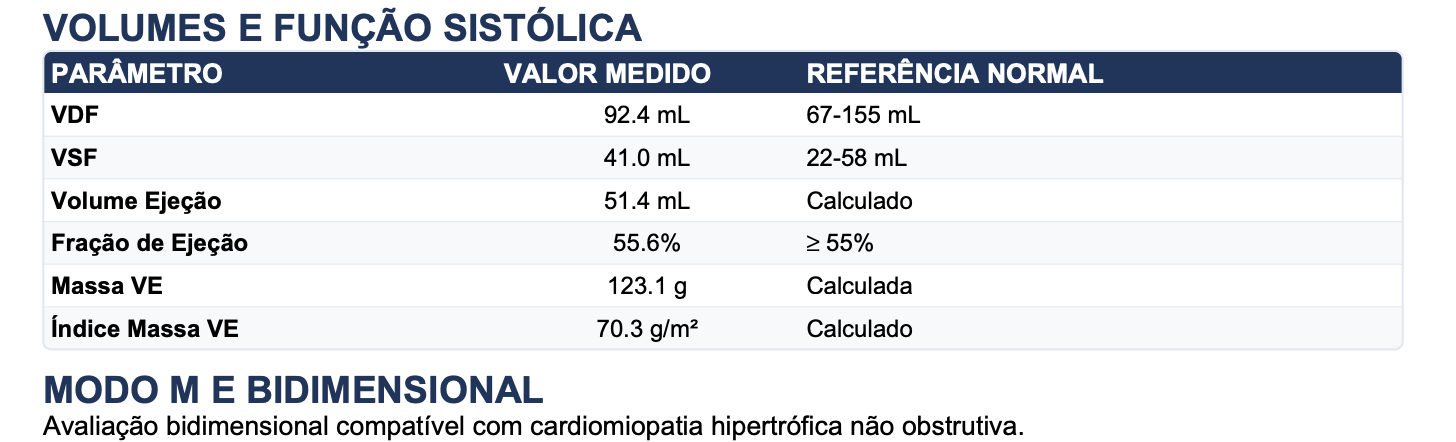 VOLUMES E FUNÇÃO SISTÓLICA
PARÂMETRO VALOR MEDIDO REFERÊNCIA NORMAL
VDF 92.4 mL 67-155 mL
VSF 41.0 mL 22-58 mL
Volume Ejeção 51.4 mL Calculado
Fração de Ejeção 55.6% ≥ 55%
Massa VE 123.1 g Calculada
Índice Massa VE 70.3 g/m² Calculado
MODO M E BIDIMENSIONAL
Avaliação bidimensional compatível com cardiomiopatia hipertrófica não obstrutiva.